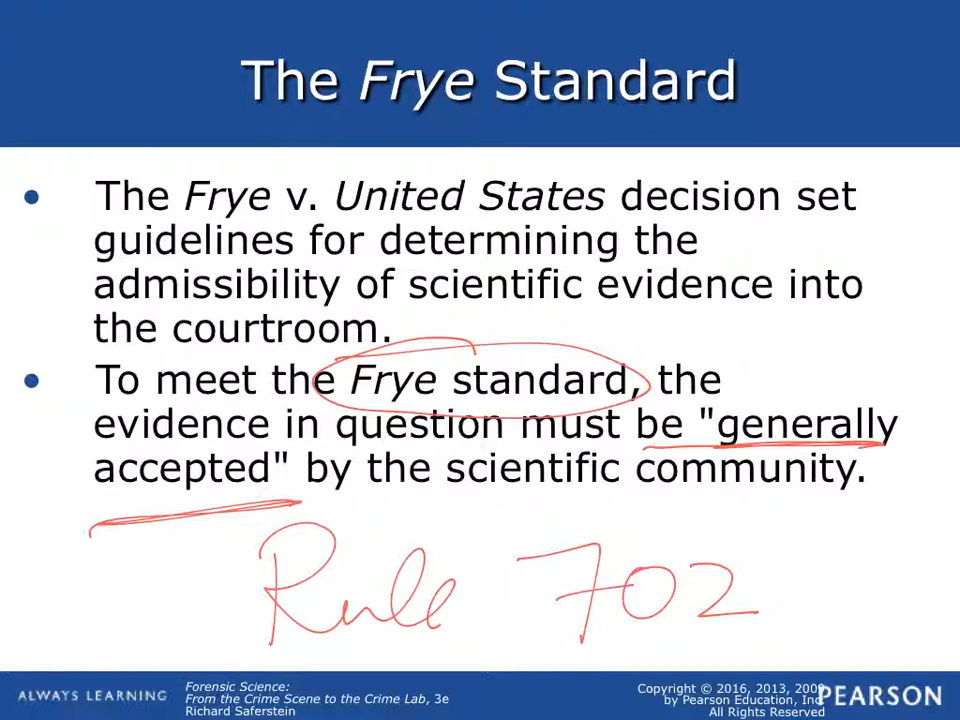 The Frye Standard
• The Frye v. United States decision set
guidelines for determining the
admissibility of scientific evidence into
the courtroom.
• To meet the Frye standard, the
evidence in question must be "generally
accepted" by the scientific community.
Rule 702
ALWAYS LEARNING
Forensic Science:
From the Crime Scene to the Crime Lab, 3e
Richard Saferstein
Copyright © 2016, 2013, 2009
by Pearson Education, Inc.
All Rights Reserved
PEARSON